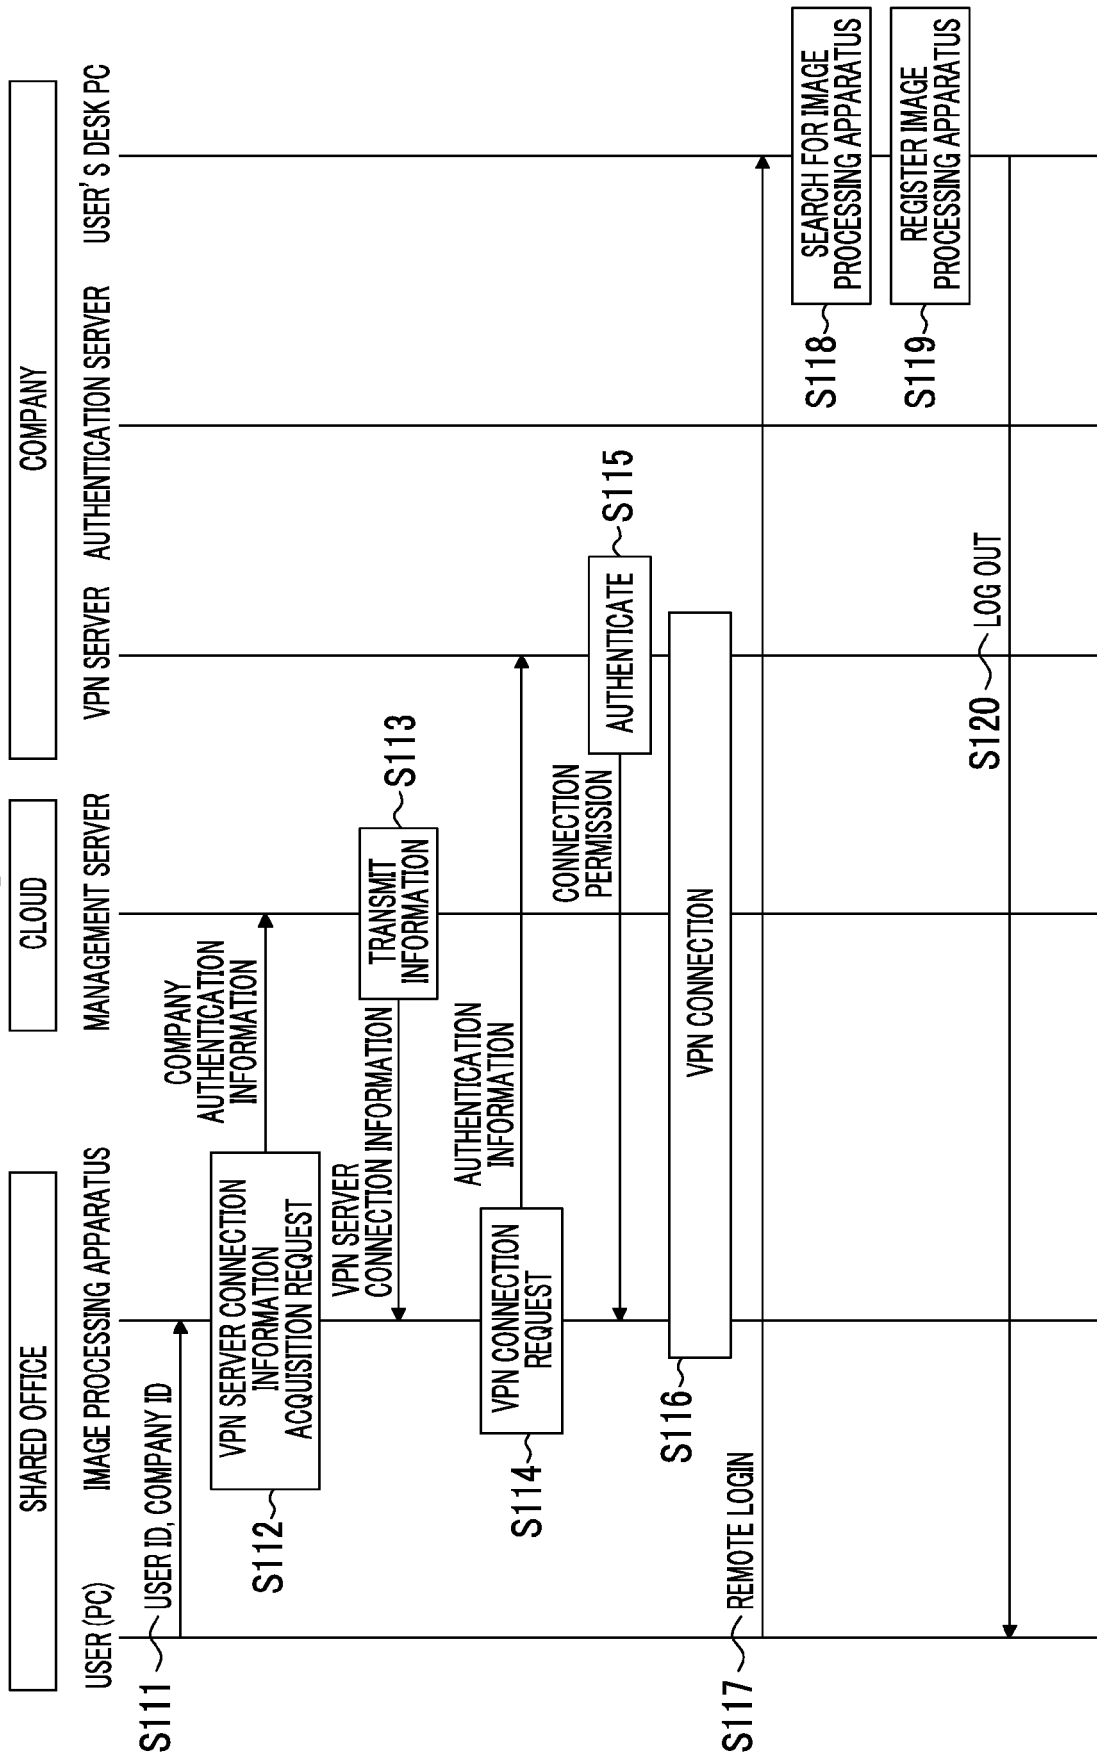 SHARED OFFICE
CLOUD
COMPANY
USER (PC)
IMAGE PROCESSING APPARATUS
MANAGEMENT SERVER
VPN SERVER
AUTHENTICATION SERVER
USER'S DESK PC
S111
USER ID, COMPANY ID
S112
VPN SERVER CONNECTION
INFORMATION
ACQUISITION REQUEST
COMPANY
AUTHENTICATION
INFORMATION
VPN SERVER
CONNECTION INFORMATION
TRANSMIT
INFORMATION
S113
S114
VPN CONNECTION
REQUEST
AUTHENTICATION
INFORMATION
CONNECTION
PERMISSION
AUTHENTICATE
S115
S116
VPN CONNECTION
S117
REMOTE LOGIN
S118
SEARCH FOR IMAGE
PROCESSING APPARATUS
S119
REGISTER IMAGE
PROCESSING APPARATUS
S120
LOG OUT